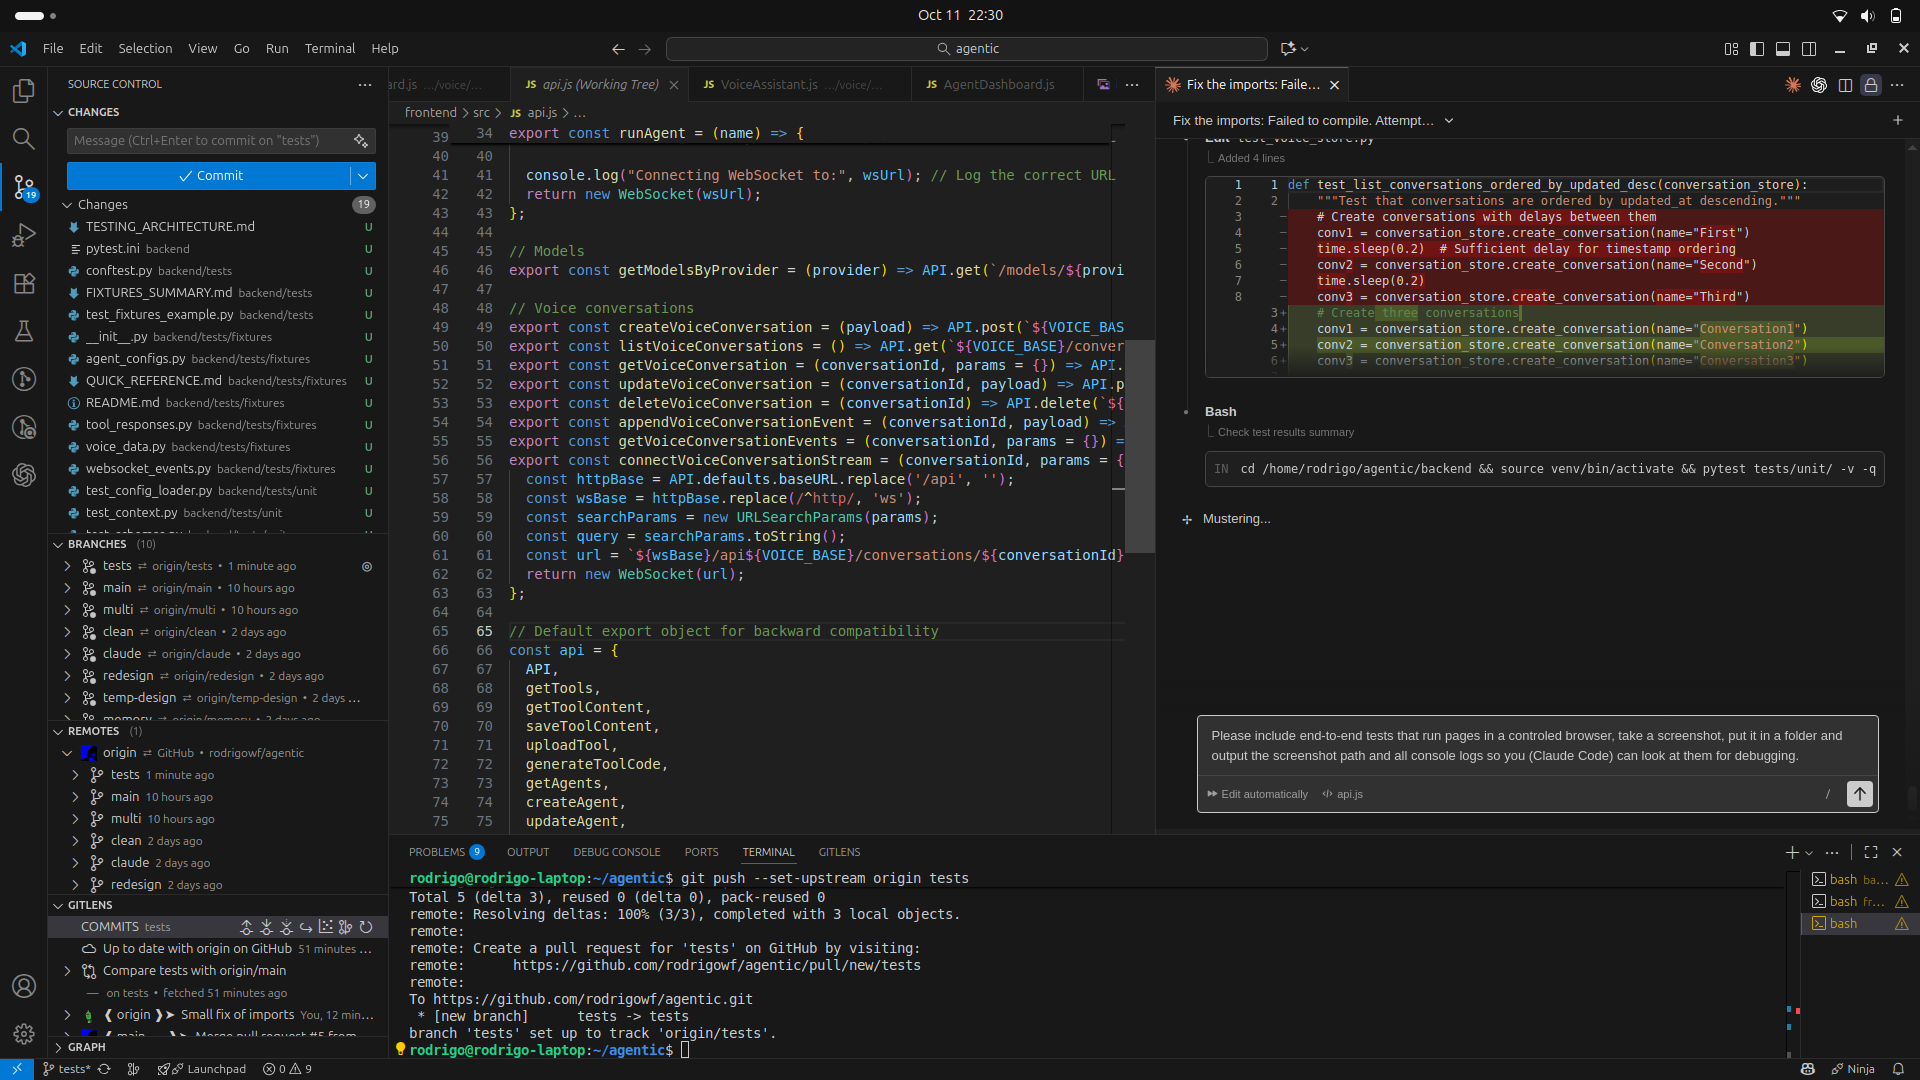 Oct 11 22:30
File Edit Selection View Go Run Terminal Help
agentic
SOURCE CONTROL
CHANGES
Message (Ctrl+Enter to commit on "tests")
Commit
Changes 19
TESTING_ARCHITECTURE.md U
pytest.ini backend U
conftest.py backend/tests U
FIXTURES_SUMMARY.md backend/tests U
test_fixtures_example.py backend/tests U
__init__.py backend/tests/fixtures U
agent_configs.py backend/tests/fixtures U
QUICK_REFERENCE.md backend/tests/fixtures U
README.md backend/tests/fixtures U
tool_responses.py backend/tests/fixtures U
voice_data.py backend/tests/fixtures U
websocket_events.py backend/tests/fixtures U
test_config_loader.py backend/tests/unit U
test_context.py backend/tests/unit U
BRANCHES (10)
tests ⇄ origin/tests • 1 minute ago
main ⇄ origin/main • 10 hours ago
multi ⇄ origin/multi • 10 hours ago
clean ⇄ origin/clean • 2 days ago
claude ⇄ origin/claude • 2 days ago
redesign ⇄ origin/redesign • 2 days ago
temp-design ⇄ origin/temp-design • 2 days ...
memory ⇄ origin/memory • 2 days ago
REMOTES (1)
origin ⇄ GitHub • rodrigowf/agentic
tests 1 minute ago
main 10 hours ago
multi 10 hours ago
clean 2 days ago
claude 2 days ago
redesign 2 days ago
GITLENS
COMMITS tests
Up to date with origin on GitHub 51 minutes ...
Compare tests with origin/main
— on tests • fetched 51 minutes ago
❰ origin ❱➤ Small fix of imports You, 12 min...
GRAPH
ard.js .../voice/...
JS api.js (Working Tree)
JS VoiceAssistant.js .../voice/...
JS AgentDashboard.js
frontend > src > JS api.js > ...
39 34 export const runAgent = (name) => {
40 40
41 41 console.log("Connecting WebSocket to:", wsUrl); // Log the correct URL
42 42 return new WebSocket(wsUrl);
43 43 };
44 44
45 45 // Models
46 46 export const getModelsByProvider = (provider) => API.get(`/models/${provi
47 47
48 48 // Voice conversations
49 49 export const createVoiceConversation = (payload) => API.post(`${VOICE_BAS
50 50 export const listVoiceConversations = () => API.get(`${VOICE_BASE}/conver
51 51 export const getVoiceConversation = (conversationId, params = {}) => API.
52 52 export const updateVoiceConversation = (conversationId, payload) => API.p
53 53 export const deleteVoiceConversation = (conversationId) => API.delete(`${
54 54 export const appendVoiceConversationEvent = (conversationId, payload) =>
55 55 export const getVoiceConversationEvents = (conversationId, params = {}) =
56 56 export const connectVoiceConversationStream = (conversationId, params = {
57 57 const httpBase = API.defaults.baseURL.replace('/api', '');
58 58 const wsBase = httpBase.replace(/^http/, 'ws');
59 59 const searchParams = new URLSearchParams(params);
60 60 const query = searchParams.toString();
61 61 const url = `${wsBase}/api${VOICE_BASE}/conversations/${conversationId}
62 62 return new WebSocket(url);
63 63 };
64 64
65 65 // Default export object for backward compatibility
66 66 const api = {
67 67 API,
68 68 getTools,
69 69 getToolContent,
70 70 saveToolContent,
71 71 uploadTool,
72 72 generateToolCode,
73 73 getAgents,
74 74 createAgent,
75 75 updateAgent,
Fix the imports: Faile...
Fix the imports: Failed to compile. Attempt...
Edit test_voice_store.py
Added 4 lines
1 1 def test_list_conversations_ordered_by_updated_desc(conversation_store):
2 2 """Test that conversations are ordered by updated_at descending."""
3 – # Create conversations with delays between them
4 – conv1 = conversation_store.create_conversation(name="First")
5 – time.sleep(0.2) # Sufficient delay for timestamp ordering
6 – conv2 = conversation_store.create_conversation(name="Second")
7 – time.sleep(0.2)
8 – conv3 = conversation_store.create_conversation(name="Third")
3+ # Create three conversations
4+ conv1 = conversation_store.create_conversation(name="Conversation1")
5+ conv2 = conversation_store.create_conversation(name="Conversation2")
6+ conv3 = conversation_store.create_conversation(name="Conversation3")
Bash
Check test results summary
IN cd /home/rodrigo/agentic/backend && source venv/bin/activate && pytest tests/unit/ -v -q
Mustering...
Please include end-to-end tests that run pages in a controled browser, take a screenshot, put it in a folder and
output the screenshot path and all console logs so you (Claude Code) can look at them for debugging.
Edit automatically </> api.js /
PROBLEMS 9 OUTPUT DEBUG CONSOLE PORTS TERMINAL GITLENS
rodrigo@rodrigo-laptop:~/agentic$ git push --set-upstream origin tests
Total 5 (delta 3), reused 0 (delta 0), pack-reused 0
remote: Resolving deltas: 100% (3/3), completed with 3 local objects.
remote:
remote: Create a pull request for 'tests' on GitHub by visiting:
remote: https://github.com/rodrigowf/agentic/pull/new/tests
remote:
To https://github.com/rodrigowf/agentic.git
* [new branch] tests -> tests
branch 'tests' set up to track 'origin/tests'.
rodrigo@rodrigo-laptop:~/agentic$
bash ba...
bash fr...
bash
tests* Launchpad 0 9 Ninja